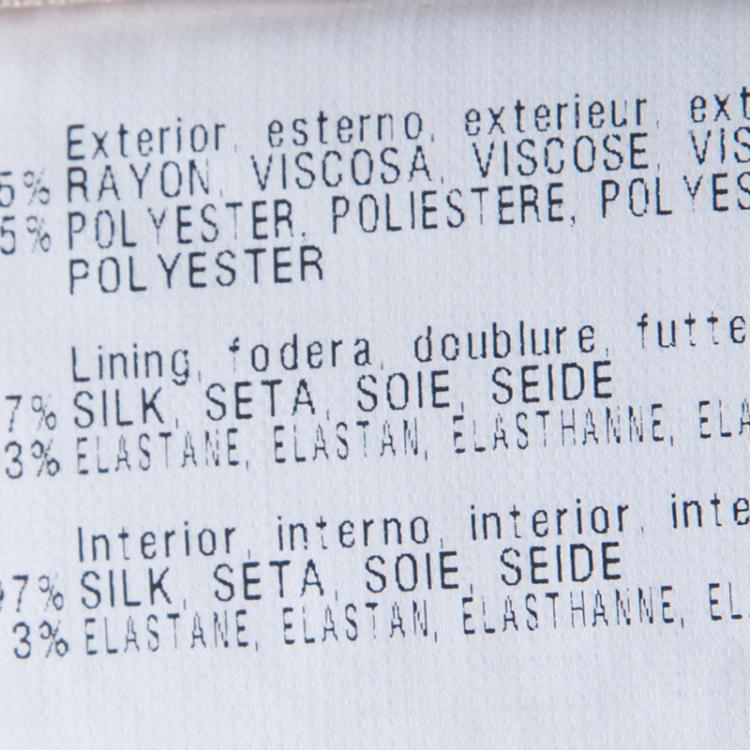 Exterior, esterno, exterieur, ext
5% RAYON, VISCOSA, VISCOSE, VIS
5% POLYESTER, POLIESTERE, POLYES
POLYESTER
Lining, fodera, doublure, futte
7% SILK, SETA, SOIE, SEIDE
3% ELASTANE, ELASTAN, ELASTHANNE, ELA
Interior, interno, interior, inte
97% SILK, SETA, SOIE, SEIDE
3% ELASTANE, ELASTAN, ELASTHANNE, EL